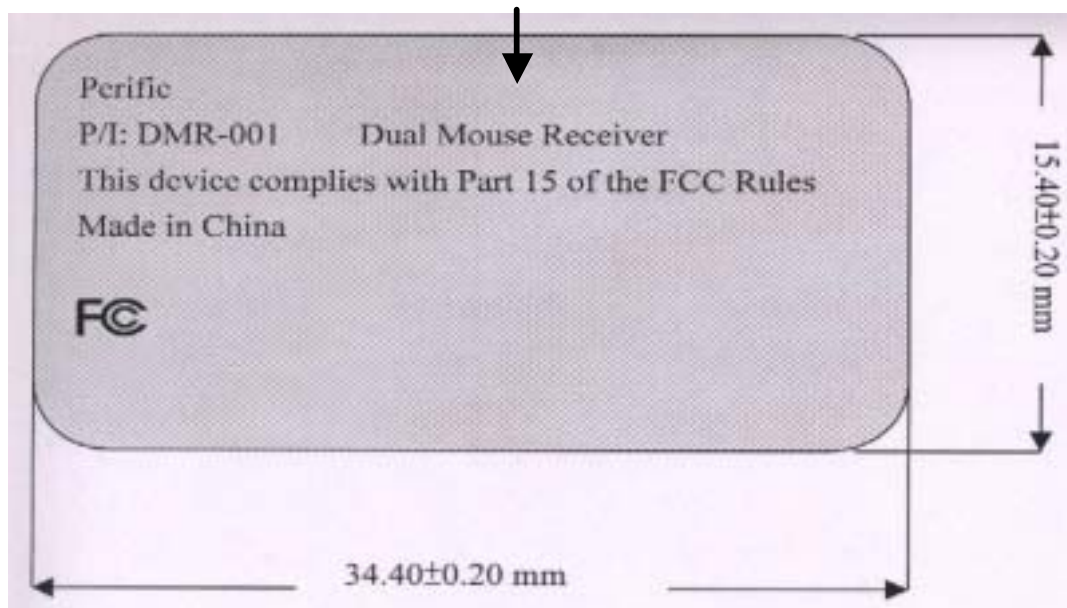 Perific
P/I: DMR-001 Dual Mouse Receiver
This device complies with Part 15 of the FCC Rules
Made in China
FC
15.40±0.20 mm
34.40±0.20 mm